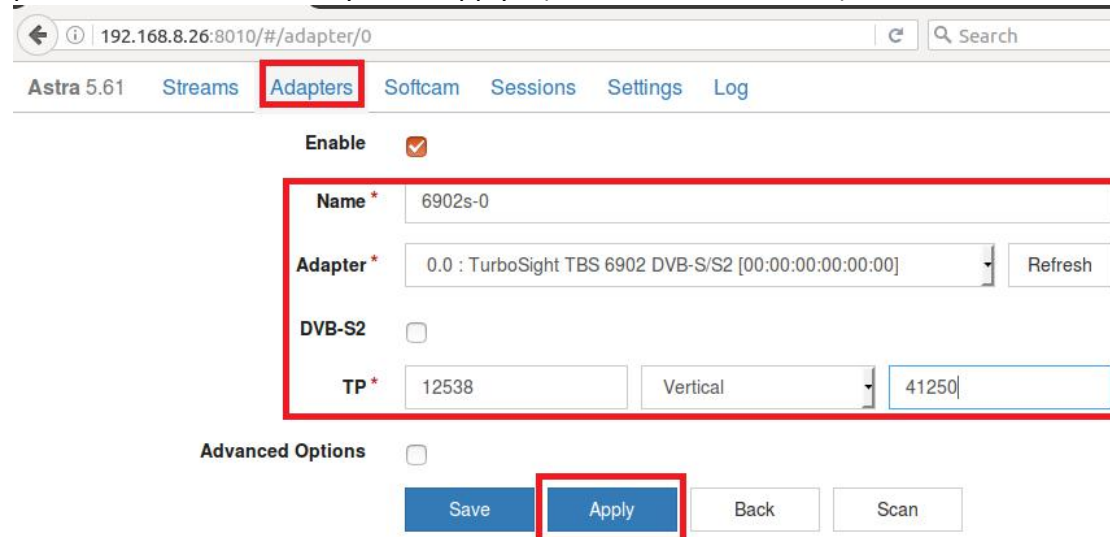 192.168.8.26:8010/#/adapter/0 Search
Astra 5.61 Streams Adapters Softcam Sessions Settings Log
Enable
Name * 6902s-0
Adapter * 0.0 : TurboSight TBS 6902 DVB-S/S2 [00:00:00:00:00:00] Refresh
DVB-S2
TP * 12538 Vertical 41250
Advanced Options
Save Apply Back Scan